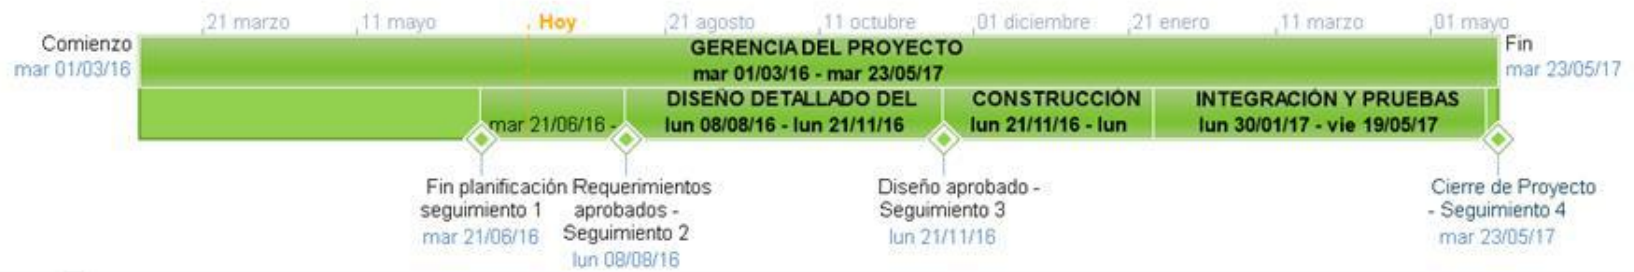 21 marzo 11 mayo Hoy 21 agosto 11 octubre 01 diciembre 21 enero 11 marzo 01 mayo
Comienzo
mar 01/03/16
GERENCIA DEL PROYECTO
mar 01/03/16 - mar 23/05/17
Fin
mar 23/05/17
mar 21/06/16 -
DISEÑO DETALLADO DEL
lun 08/08/16 - lun 21/11/16
CONSTRUCCIÓN
lun 21/11/16 - lun
INTEGRACIÓN Y PRUEBAS
lun 30/01/17 - vie 19/05/17
Fin planificación
seguimiento 1
mar 21/06/16
Requerimientos
aprobados -
Seguimiento 2
lun 08/08/16
Diseño aprobado -
Seguimiento 3
lun 21/11/16
Cierre de Proyecto
- Seguimiento 4
mar 23/05/17